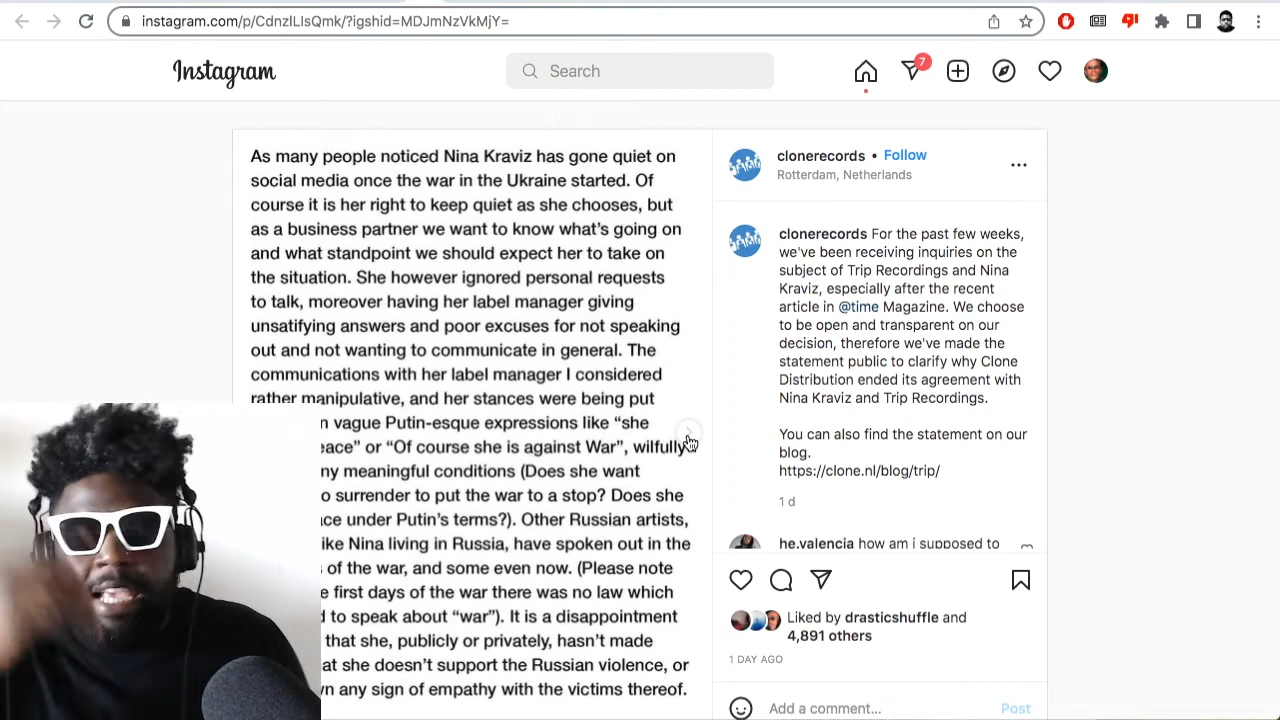 instagram.com/p/CdnzILIsQmk/?igshid=MDJmNzVkMjY=
Instagram
Search
7
As many people noticed Nina Kraviz has gone quiet on
social media once the war in the Ukraine started. Of
course it is her right to keep quiet as she chooses, but
as a business partner we want to know what's going on
and what standpoint we should expect her to take on
the situation. She however ignored personal requests
to talk, moreover having her label manager giving
unsatifying answers and poor excuses for not speaking
out and not wanting to communicate in general. The
communications with her label manager I considered
rather manipulative, and her stances were being put
n vague Putin-esque expressions like “she
eace” or “Of course she is against War”, wilfully
ny meaningful conditions (Does she want
o surrender to put the war to a stop? Does she
ce under Putin's terms?). Other Russian artists,
ike Nina living in Russia, have spoken out in the
of the war, and some even now. (Please note
e first days of the war there was no law which
d to speak about “war”). It is a disappointment
that she, publicly or privately, hasn't made
at she doesn't support the Russian violence, or
n any sign of empathy with the victims thereof.
clonerecords • Follow
Rotterdam, Netherlands
clonerecords For the past few weeks,
we've been receiving inquiries on the
subject of Trip Recordings and Nina
Kraviz, especially after the recent
article in @time Magazine. We choose
to be open and transparent on our
decision, therefore we've made the
statement public to clarify why Clone
Distribution ended its agreement with
Nina Kraviz and Trip Recordings.
You can also find the statement on our
blog.
https://clone.nl/blog/trip/
1 d
he.valencia how am i supposed to
Liked by drasticshuffle and
4,891 others
1 DAY AGO
Add a comment...
Post